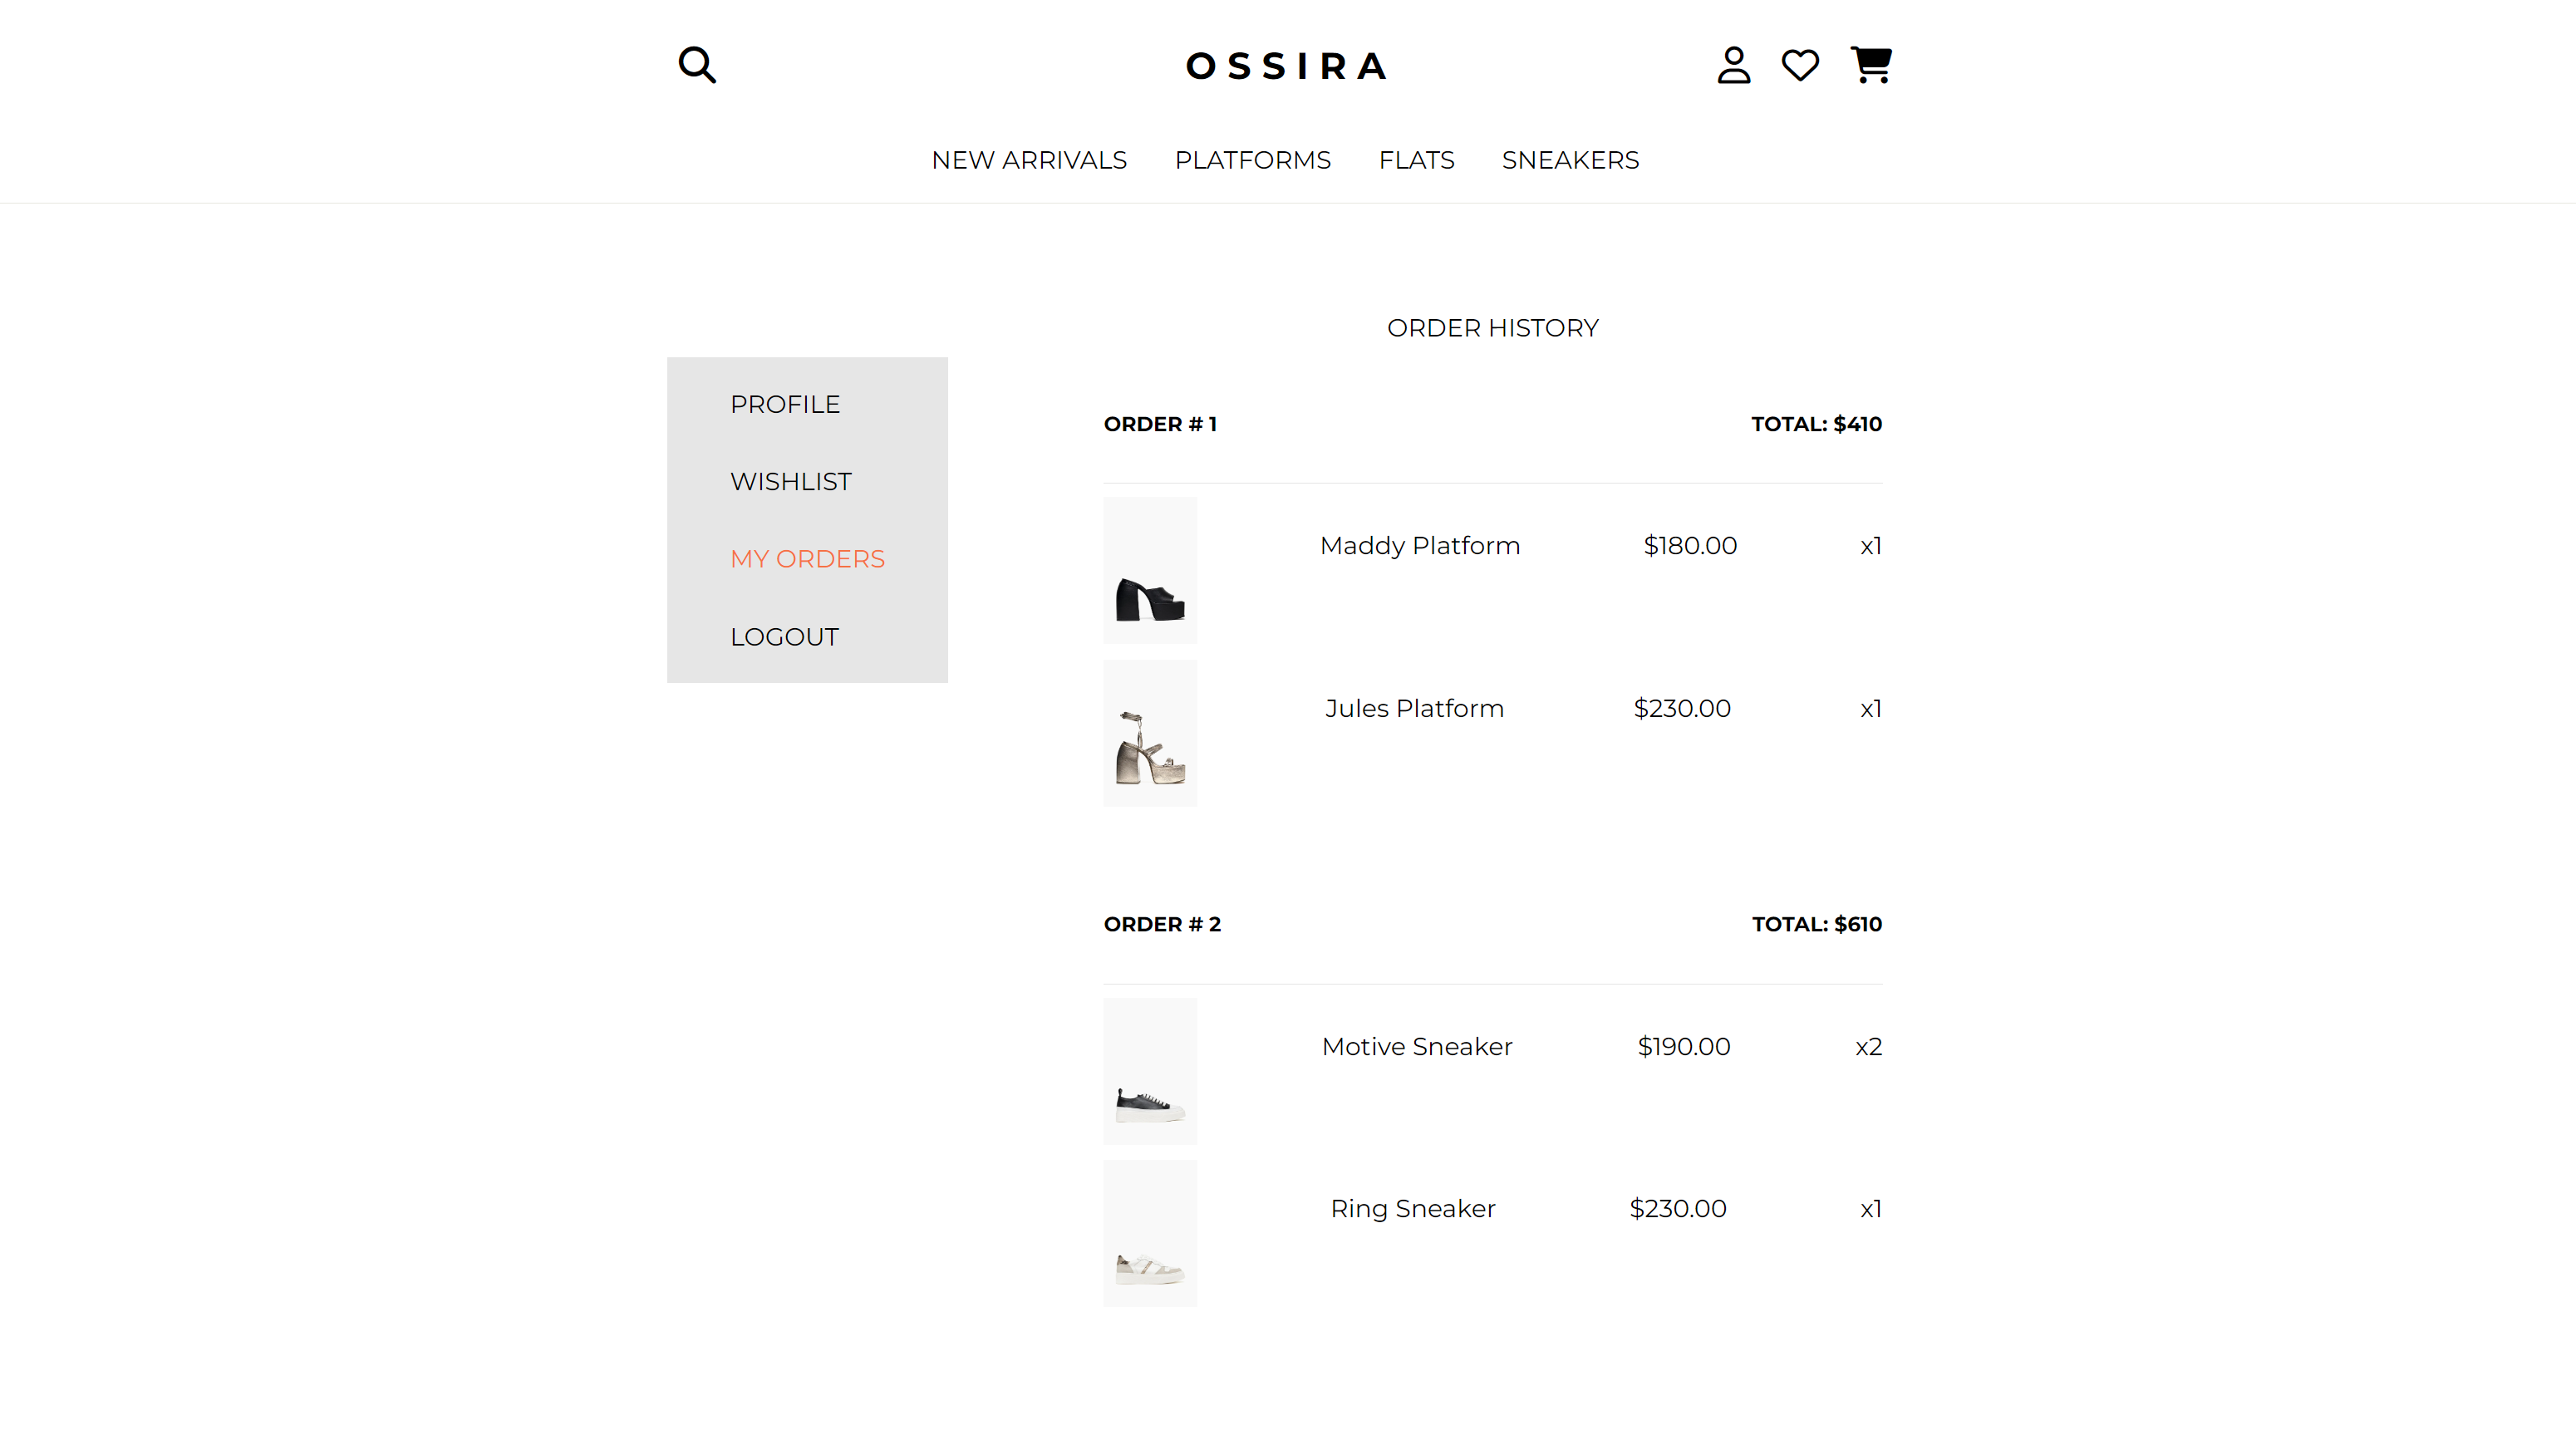 OSSIRA
NEW ARRIVALS PLATFORMS FLATS SNEAKERS
PROFILE
WISHLIST
MY ORDERS
LOGOUT
ORDER HISTORY
ORDER # 1 TOTAL: $410
Maddy Platform $180.00 x1
Jules Platform $230.00 x1
ORDER # 2 TOTAL: $610
Motive Sneaker $190.00 x2
Ring Sneaker $230.00 x1